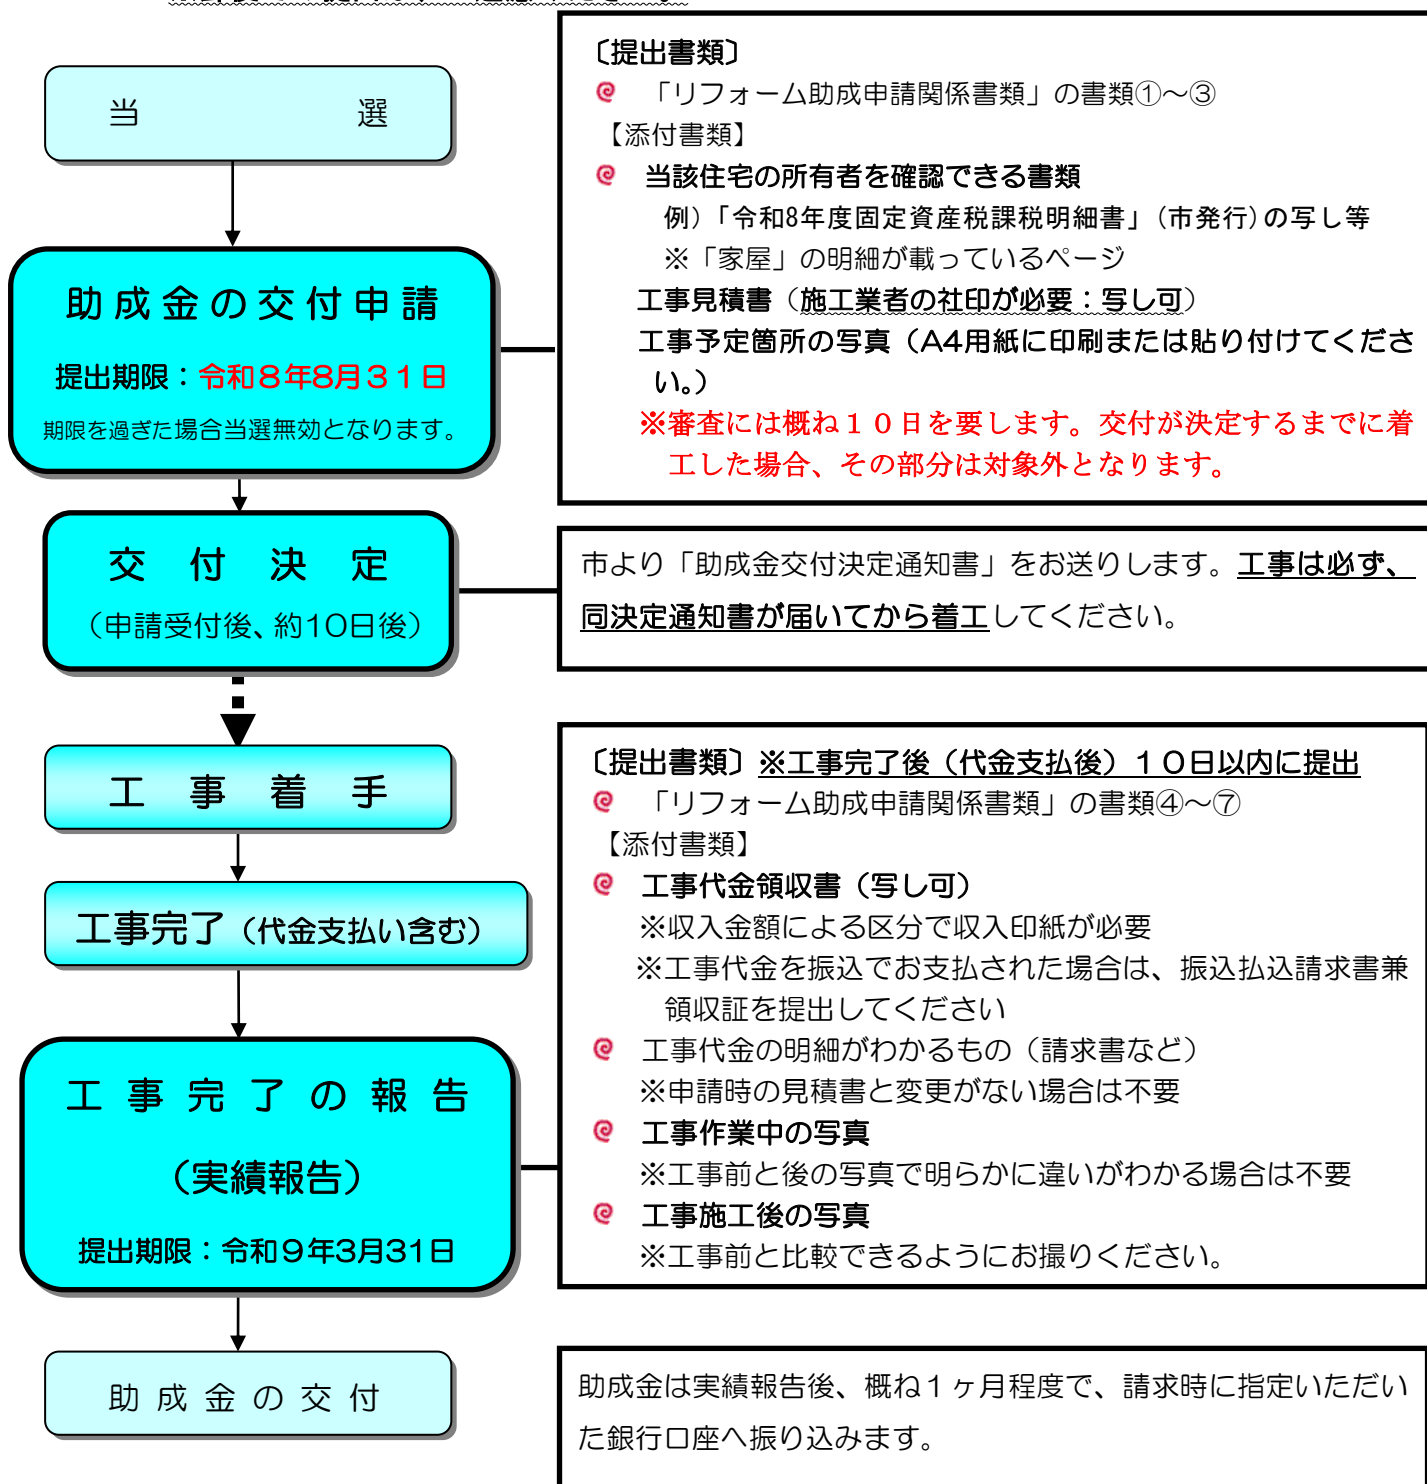 当　　　　　選
〔提出書類〕
「リフォーム助成申請関係書類」の書類①～③
【添付書類】
当該住宅の所有者を確認できる書類
例）「令和8年度固定資産税課税明細書」（市発行）の写し等
※「家屋」の明細が載っているページ
工事見積書（施工業者の社印が必要：写し可）
工事予定箇所の写真（A4用紙に印刷または貼り付けてくださ
い。）
※審査には概ね１０日を要します。交付が決定するまでに着
工した場合、その部分は対象外となります。
助成金の交付申請
提出期限：令和８年8月３１日
期限を過ぎた場合当選無効となります。
交　付　決　定
（申請受付後、約10日後）
市より「助成金交付決定通知書」をお送りします。工事は必ず、
同決定通知書が届いてから着工してください。
工　事　着　手
工事完了（代金支払い含む）
工事完了の報告
（実績報告）
提出期限：令和９年3月31日
〔提出書類〕※工事完了後（代金支払後）１０日以内に提出
「リフォーム助成申請関係書類」の書類④～⑦
【添付書類】
工事代金領収書（写し可）
※収入金額による区分で収入印紙が必要
※工事代金を振込でお支払された場合は、振込払込請求書兼
領収証を提出してください
工事代金の明細がわかるもの（請求書など）
※申請時の見積書と変更がない場合は不要
工事作業中の写真
※工事前と後の写真で明らかに違いがわかる場合は不要
工事施工後の写真
※工事前と比較できるようにお撮りください。
助成金の交付
助成金は実績報告後、概ね１ヶ月程度で、請求時に指定いただい
た銀行口座へ振り込みます。